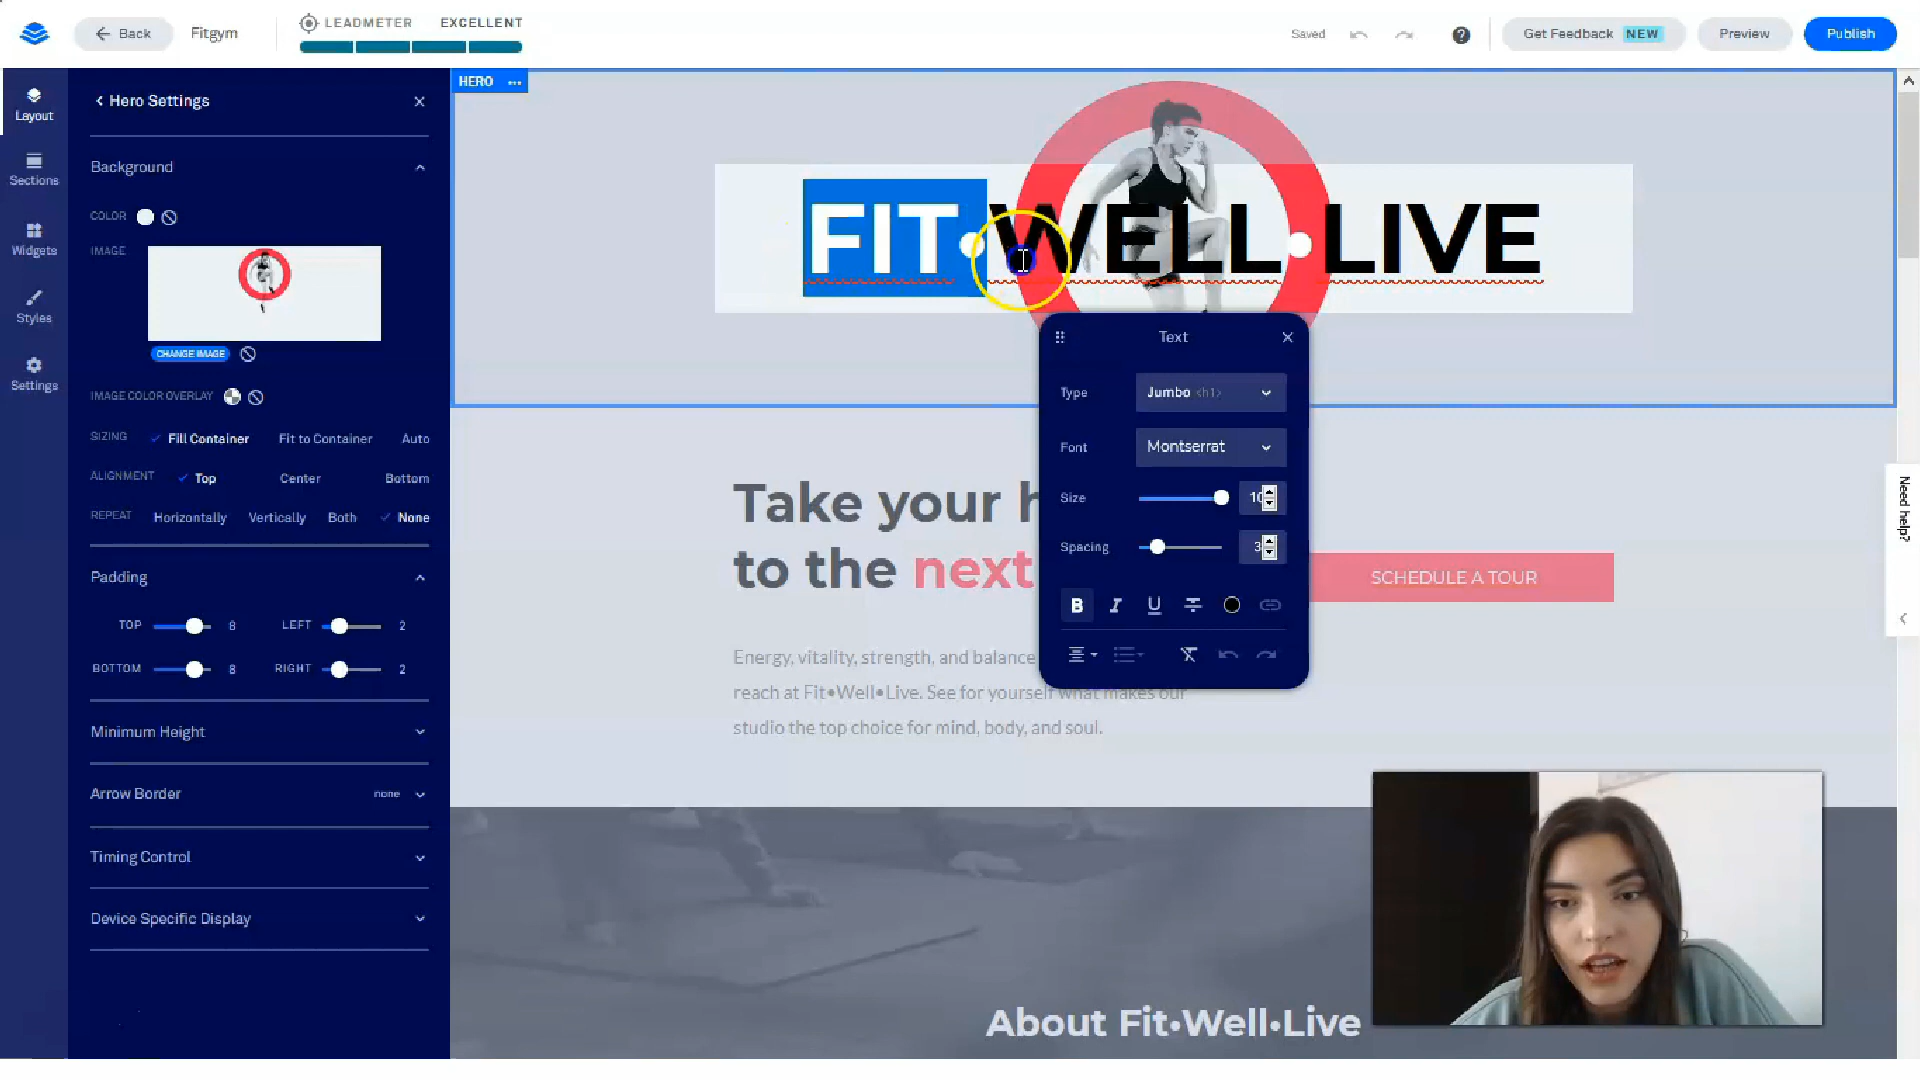 Back
Fitgym
LEADMETER EXCELLENT
Saved
Get Feedback NEW
Preview
Publish
Layout
Sections
Widgets
Styles
Settings
Hero Settings
Background
COLOR
IMAGE
CHANGE IMAGE
IMAGE COLOR OVERLAY
SIZING Fill Container Fit to Container Auto
ALIGNMENT Top Center Bottom
REPEAT Horizontally Vertically Both None
Padding
TOP 8 LEFT 2
BOTTOM 8 RIGHT 2
Minimum Height
Arrow Border none
Timing Control
Device Specific Display
HERO
FIT•WELL•LIVE
Text
Type Jumbo <h1>
Font Montserrat
Size
Spacing
B I U
Take your
to the next
SCHEDULE A TOUR
Energy, vitality, strength, and balance
reach at Fit•Well•Live. See for yourself what makes our
studio the top choice for mind, body, and soul.
About Fit•Well•Live
Need help?